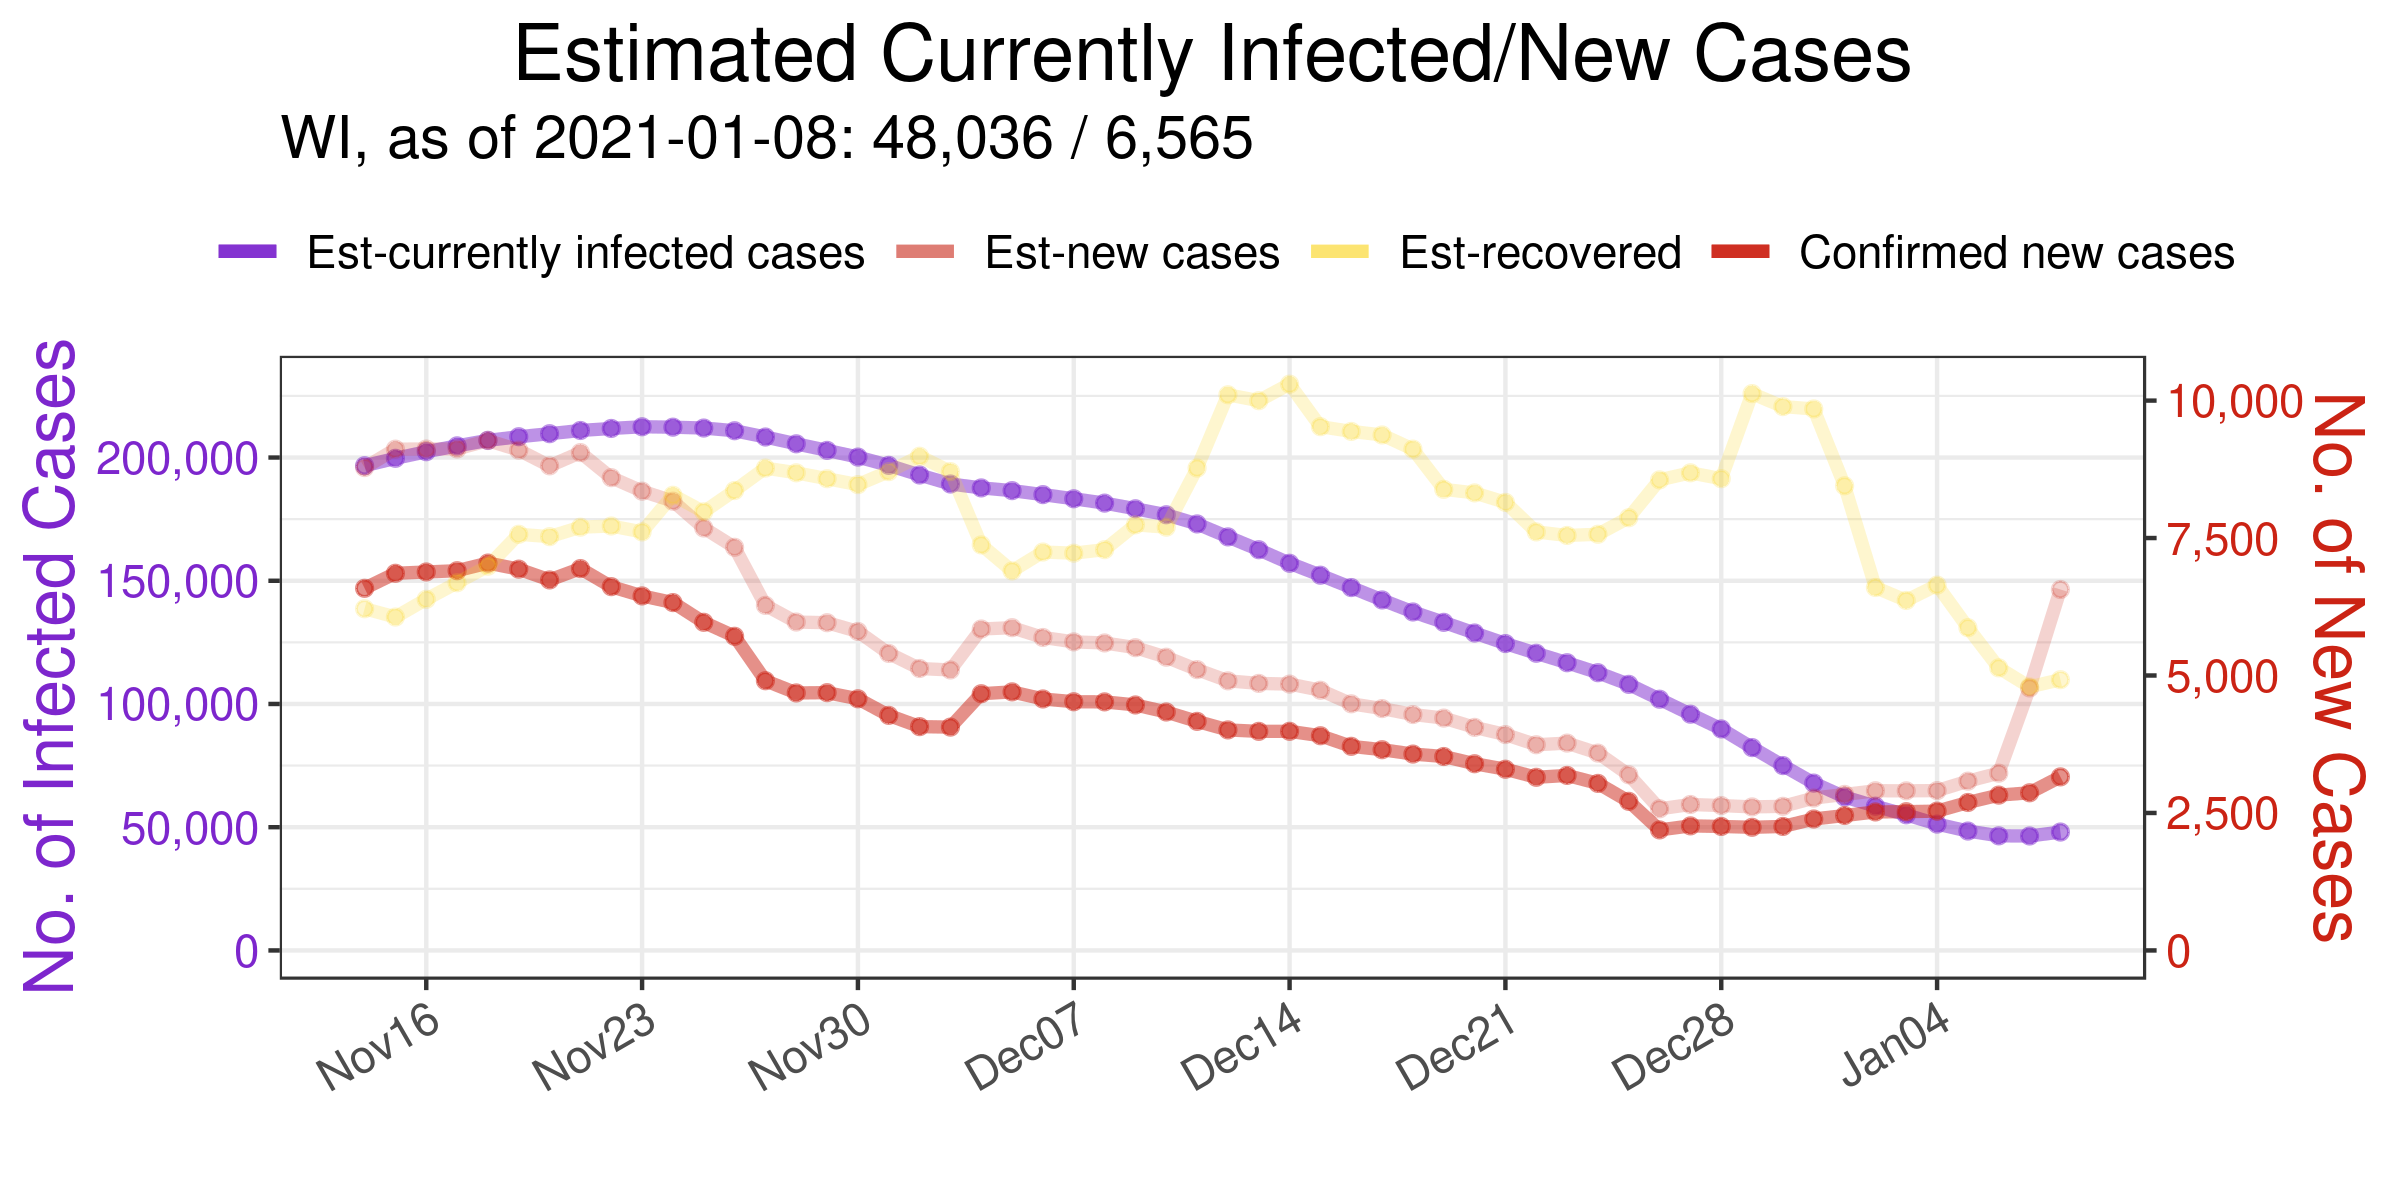 Estimated Currently Infected/New Cases
WI, as of 2021-01-08: 48,036 / 6,565
Est-currently infected cases Est-new cases Est-recovered Confirmed new cases
No. of Infected Cases
200,000
150,000
100,000
50,000
0
10,000
7,500
5,000
2,500
0
No. of New Cases
Nov16 Nov23 Nov30 Dec07 Dec14 Dec21 Dec28 Jan04